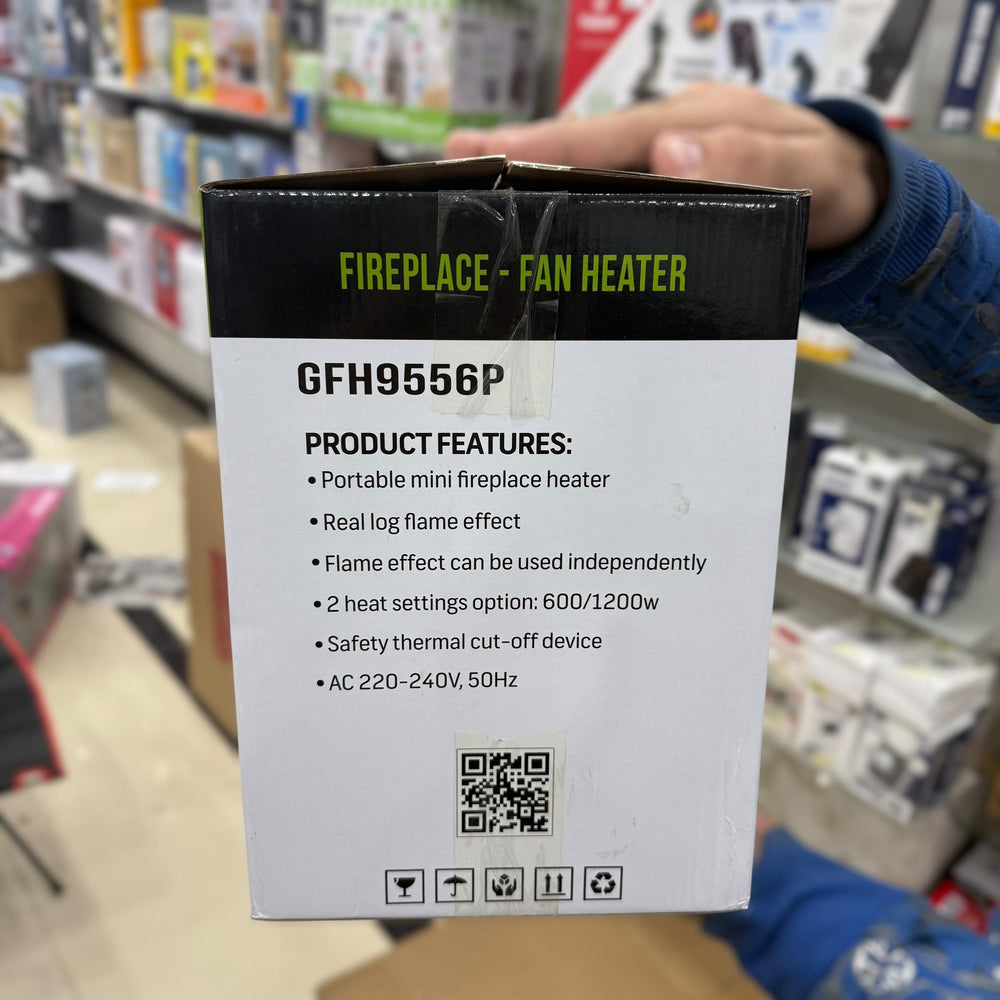 FIREPLACE - FAN HEATER
GFH9556P
PRODUCT FEATURES:
• Portable mini fireplace heater
• Real log flame effect
• Flame effect can be used independently
• 2 heat settings option: 600/1200w
• Safety thermal cut-off device
• AC 220-240V, 50Hz